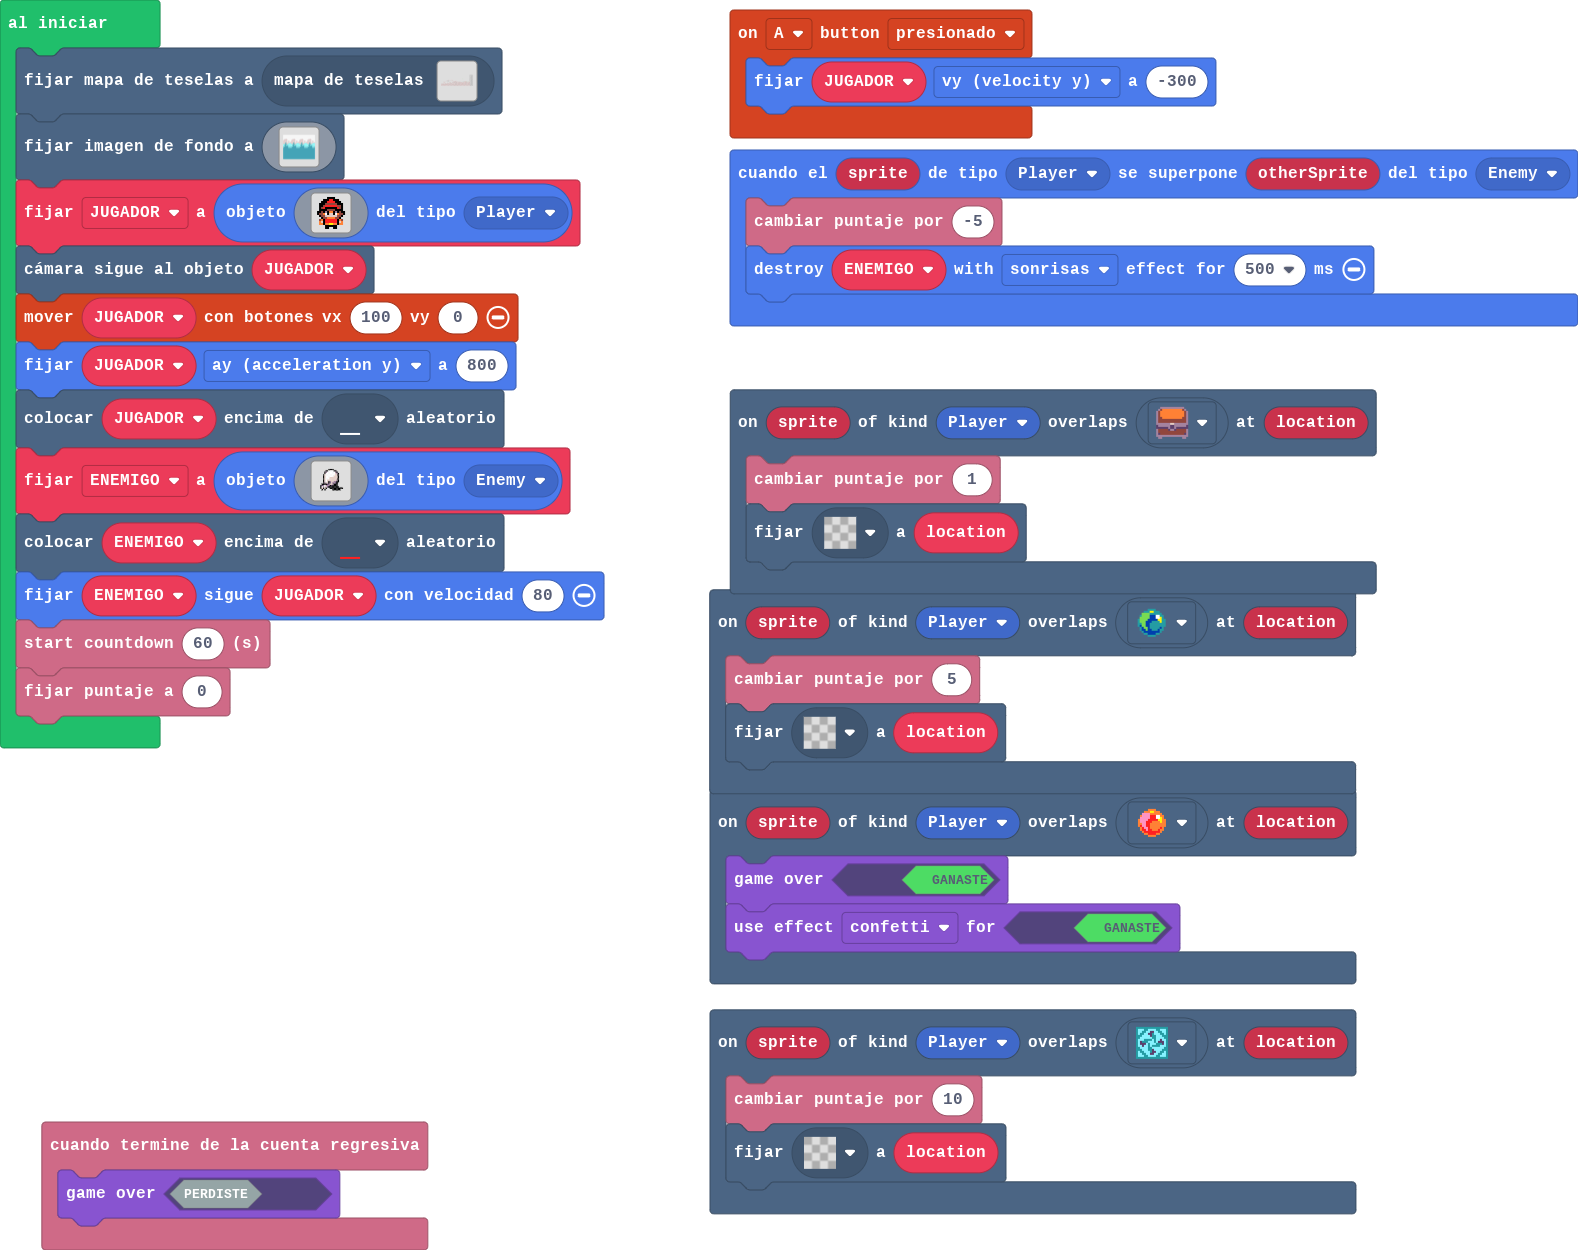 al iniciar
fijar mapa de teselas a mapa de teselas
fijar imagen de fondo a
fijar JUGADOR a objeto del tipo Player
cámara sigue al objeto JUGADOR
mover JUGADOR con botones vx 100 vy 0
fijar JUGADOR ay (acceleration y) a 800
colocar JUGADOR encima de aleatorio
fijar ENEMIGO a objeto del tipo Enemy
colocar ENEMIGO encima de aleatorio
fijar ENEMIGO sigue JUGADOR con velocidad 80
start countdown 60 (s)
fijar puntaje a 0
cuando termine de la cuenta regresiva
game over PERDISTE
on A button presionado
fijar JUGADOR vy (velocity y) a -300
cuando el sprite de tipo Player se superpone otherSprite del tipo Enemy
cambiar puntaje por -5
destroy ENEMIGO with sonrisas effect for 500 ms
on sprite of kind Player overlaps at location
cambiar puntaje por 1
fijar a location
on sprite of kind Player overlaps at location
cambiar puntaje por 5
fijar a location
on sprite of kind Player overlaps at location
game over GANASTE
use effect confetti for GANASTE
on sprite of kind Player overlaps at location
cambiar puntaje por 10
fijar a location